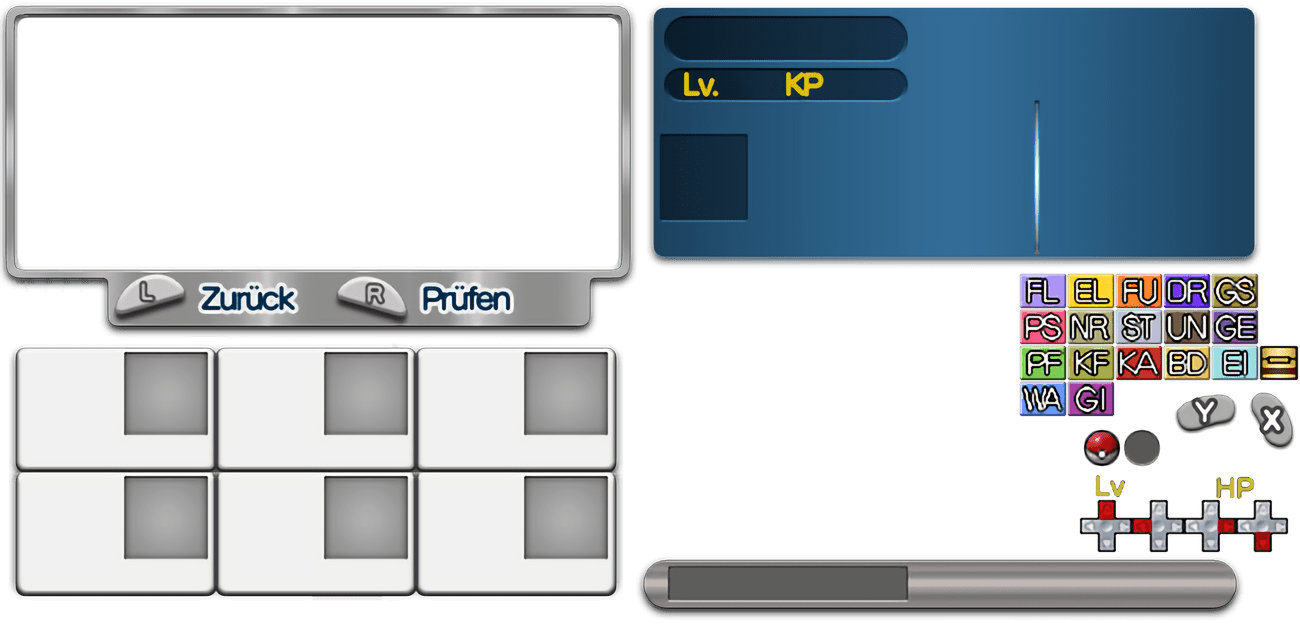 Lv. KP
L Zurück R Prüfen
FL EL FU DR GS
PS NR ST UN GE
PF KF KA BD EI
WA GI
Y X
Lv HP